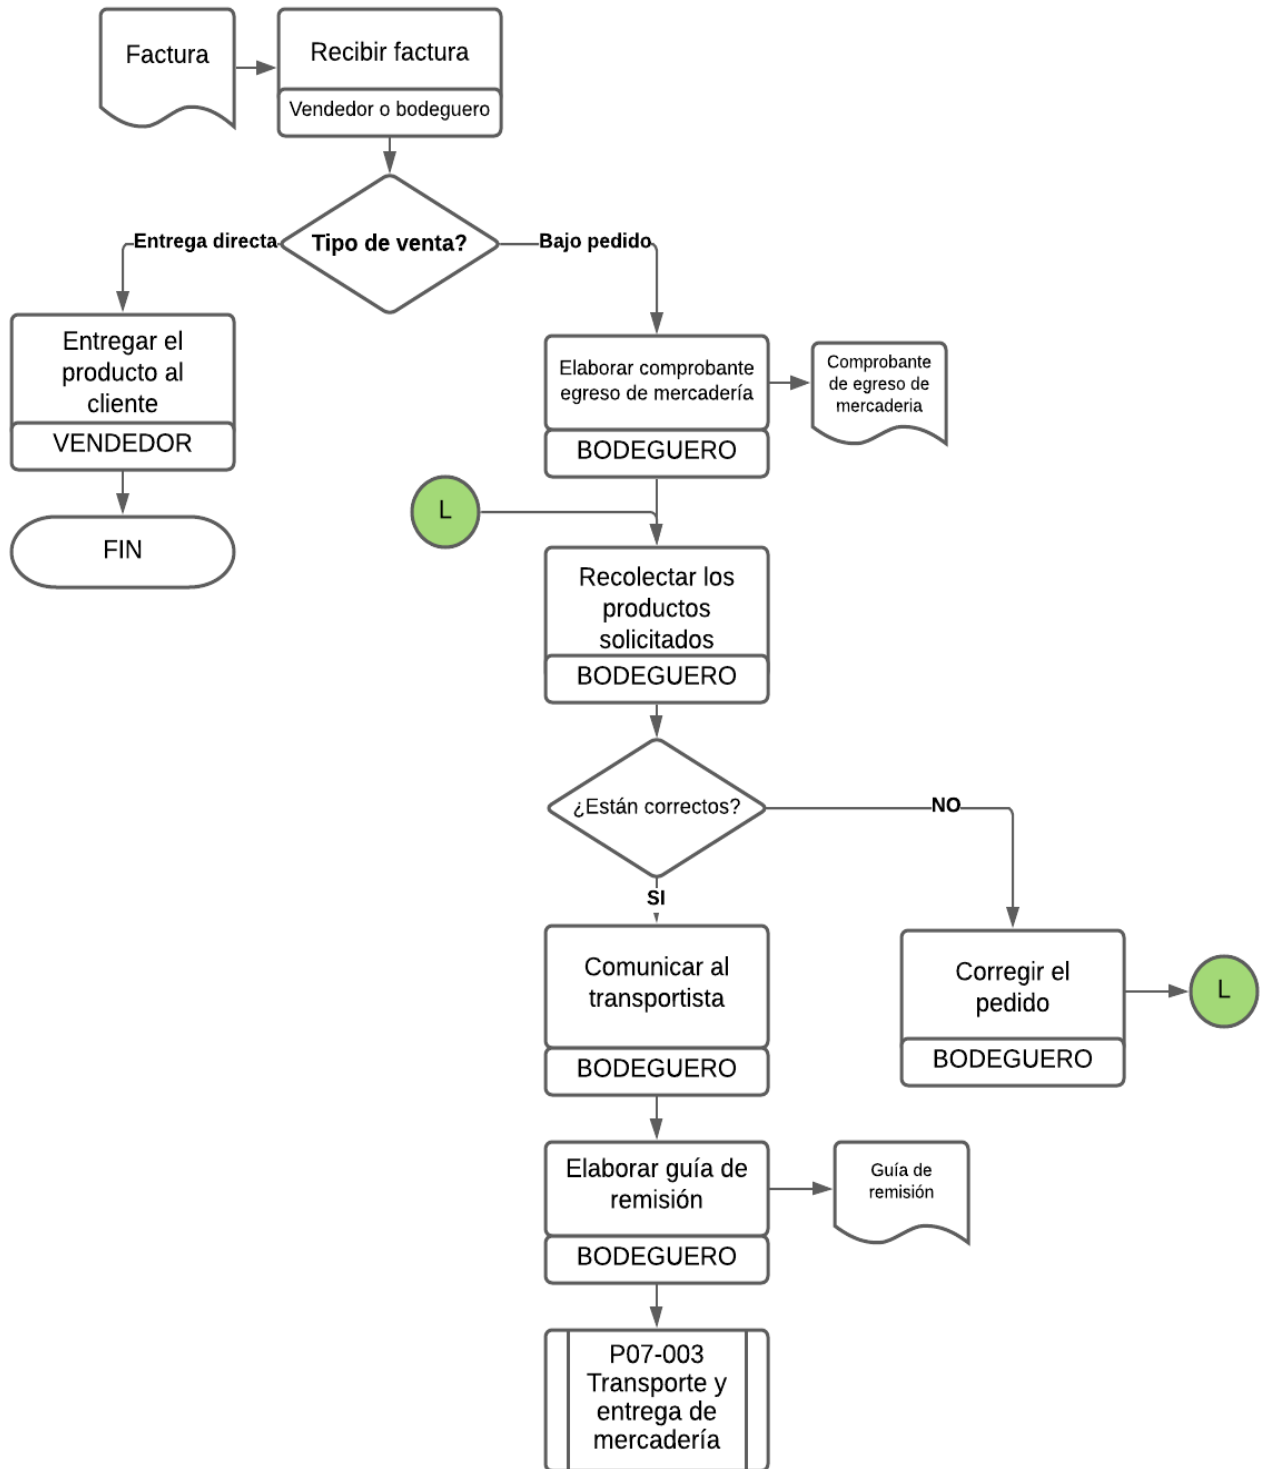 Factura
Recibir factura
Vendedor o bodeguero
Entrega directa
Tipo de venta?
Bajo pedido
Entregar el
producto al
cliente
VENDEDOR
FIN
Elaborar comprobante
egreso de mercadería
BODEGUERO
Comprobante
de egreso de
mercaderia
L
Recolectar los
productos
solicitados
BODEGUERO
¿Están correctos?
NO
SI
Comunicar al
transportista
BODEGUERO
Corregir el
pedido
BODEGUERO
L
Elaborar guía de
remisión
BODEGUERO
Guía de
remisión
P07-003
Transporte y
entrega de
mercadería